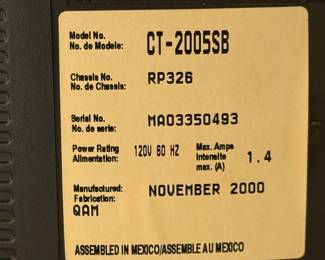 Model No. CT-2005SB
No. de Modele:
Chassis No. RP326
No. de Chassis:
Serial No. MA03350493
No. de serie:
Power Rating 120V 60 HZ Max. Amps
Alimentation: Intensite 1.4
max. (A)
Manufactured: NOVEMBER 2000
Fabrication:
QAM
ASSEMBLED IN MEXICO/ASSEMBLE AU MEXICO